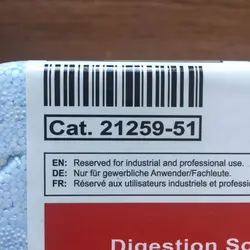 Cat. 21259-51
EN: Reserved for industrial and professional use.
DE: Nur für gewerbliche Anwender/Fachleute.
FR: Réservé aux utilisateurs industriels et
Digestion